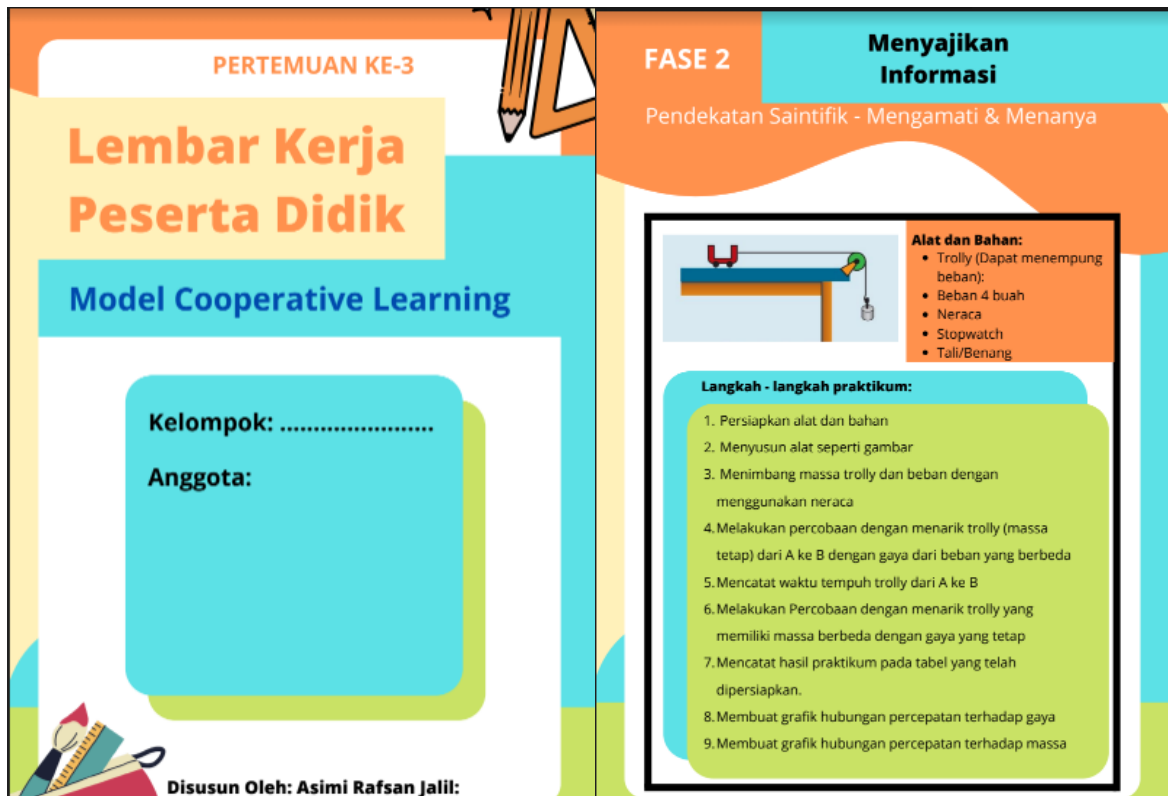 PERTEMUAN KE-3
Lembar Kerja
Peserta Didik
Model Cooperative Learning
Kelompok: .......................
Anggota:
Disusun Oleh: Asimi Rafsan Jalil:
FASE 2
Menyajikan
Informasi
Pendekatan Saintifik - Mengamati & Menanya
Alat dan Bahan:
• Trolly (Dapat menempung
beban):
• Beban 4 buah
• Neraca
• Stopwatch
• Tali/Benang
Langkah - langkah praktikum:
1. Persiapkan alat dan bahan
2. Menyusun alat seperti gambar
3. Menimbang massa trolly dan beban dengan
menggunakan neraca
4. Melakukan percobaan dengan menarik trolly (massa
tetap) dari A ke B dengan gaya dari beban yang berbeda
5. Mencatat waktu tempuh trolly dari A ke B
6. Melakukan Percobaan dengan menarik trolly yang
memiliki massa berbeda dengan gaya yang tetap
7. Mencatat hasil praktikum pada tabel yang telah
dipersiapkan.
8. Membuat grafik hubungan percepatan terhadap gaya
9. Membuat grafik hubungan percepatan terhadap massa